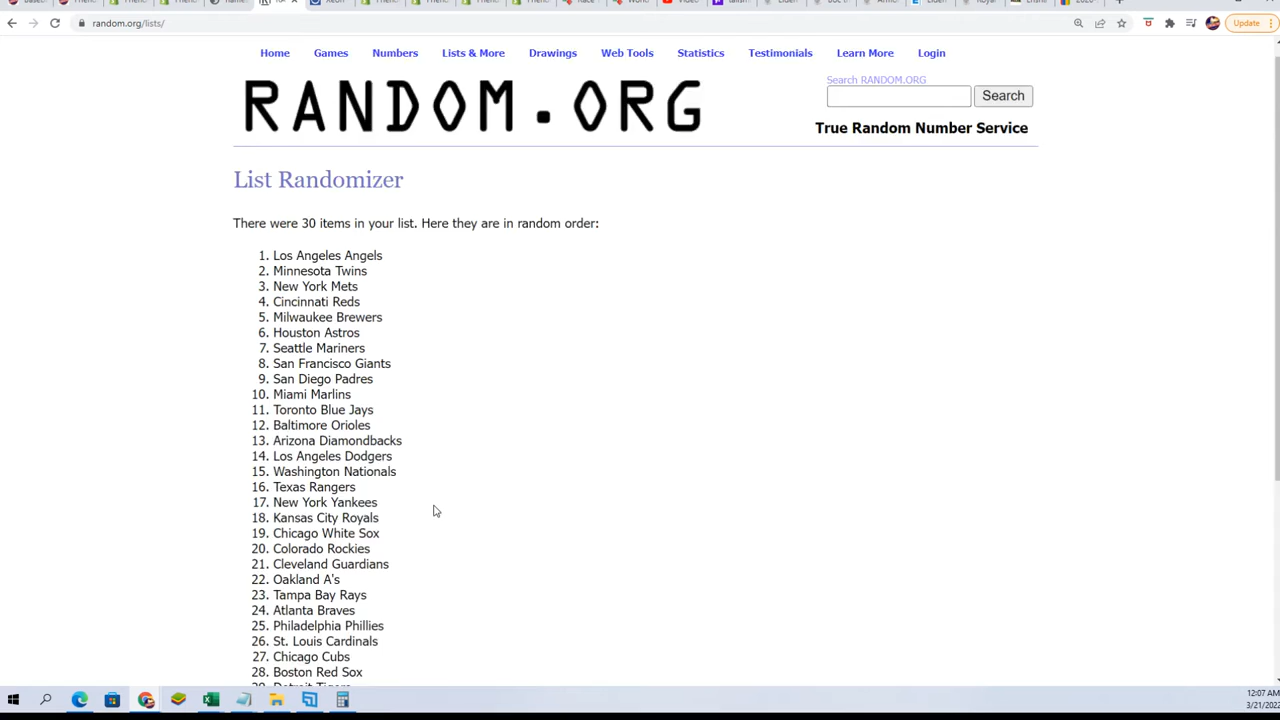 random.org/lists/
Update
Home Games Numbers Lists & More Drawings Web Tools Statistics Testimonials Learn More Login
Search RANDOM.ORG
RANDOM.ORG
Search
True Random Number Service
List Randomizer
There were 30 items in your list. Here they are in random order:
1. Los Angeles Angels
2. Minnesota Twins
3. New York Mets
4. Cincinnati Reds
5. Milwaukee Brewers
6. Houston Astros
7. Seattle Mariners
8. San Francisco Giants
9. San Diego Padres
10. Miami Marlins
11. Toronto Blue Jays
12. Baltimore Orioles
13. Arizona Diamondbacks
14. Los Angeles Dodgers
15. Washington Nationals
16. Texas Rangers
17. New York Yankees
18. Kansas City Royals
19. Chicago White Sox
20. Colorado Rockies
21. Cleveland Guardians
22. Oakland A's
23. Tampa Bay Rays
24. Atlanta Braves
25. Philadelphia Phillies
26. St. Louis Cardinals
27. Chicago Cubs
28. Boston Red Sox
12:07 AM
3/21/202